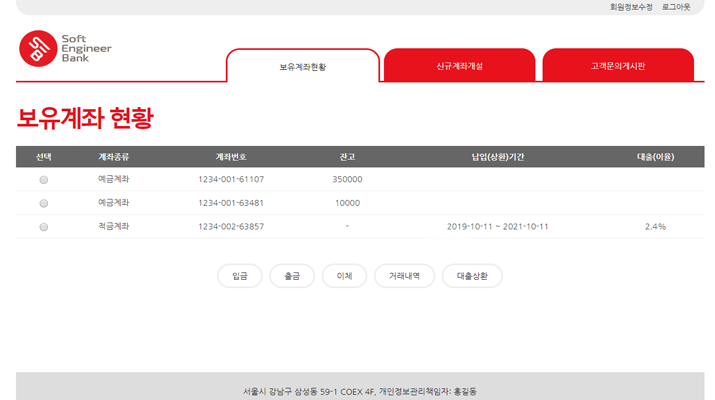 회원정보수정 로그아웃
SEB
Soft
Engineer
Bank
보유계좌현황 신규계좌개설 고객문의게시판
보유계좌 현황
선택 계좌종류 계좌번호 잔고 납입(상환)기간 대출(이율)
예금계좌 1234-001-61107 350000
예금계좌 1234-001-63481 10000
적금계좌 1234-002-63857 - 2019-10-11 ~ 2021-10-11 2.4%
입금 출금 이체 거래내역 대출상환
서울시 강남구 삼성동 59-1 COEX 4F, 개인정보관리책임자: 홍길동